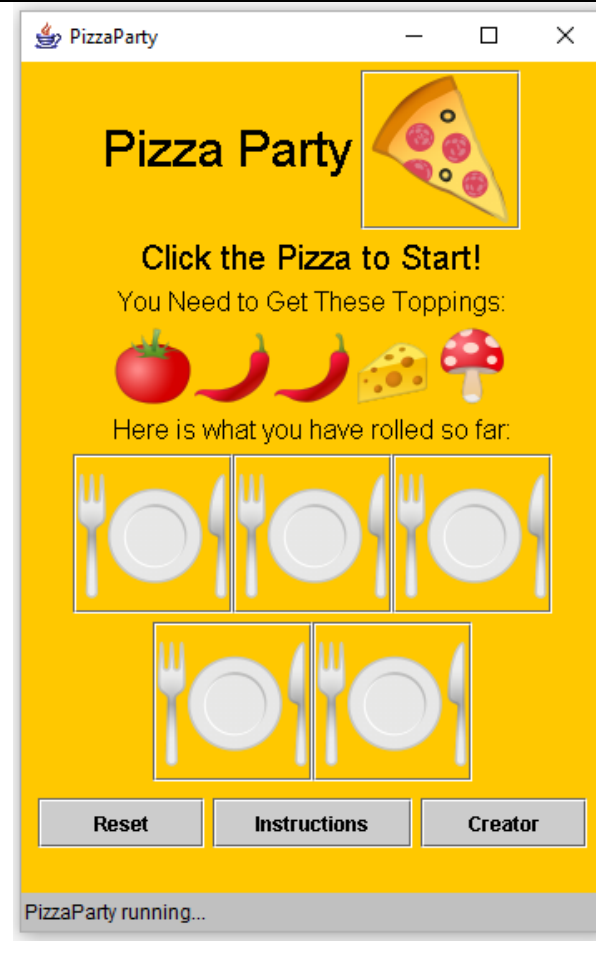 PizzaParty
Pizza Party
Click the Pizza to Start!
You Need to Get These Toppings:
Here is what you have rolled so far:
Reset Instructions Creator
PizzaParty running...